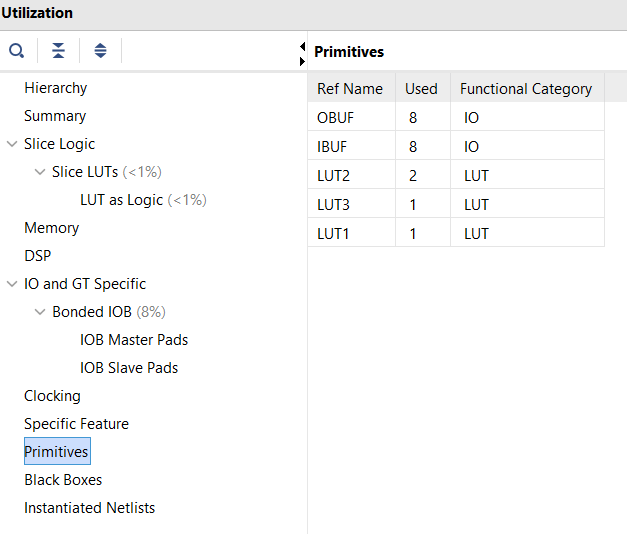 Utilization
Hierarchy
Summary
Slice Logic
Slice LUTs (<1%)
LUT as Logic (<1%)
Memory
DSP
IO and GT Specific
Bonded IOB (8%)
IOB Master Pads
IOB Slave Pads
Clocking
Specific Feature
Primitives
Black Boxes
Instantiated Netlists
Primitives
Ref Name Used Functional Category
OBUF 8 IO
IBUF 8 IO
LUT2 2 LUT
LUT3 1 LUT
LUT1 1 LUT